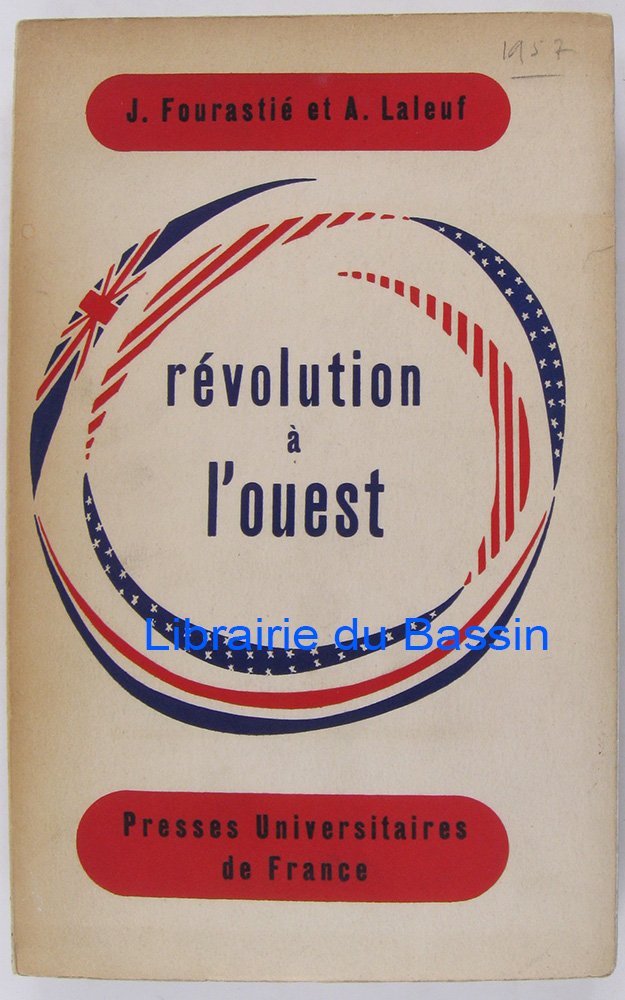 1957
J. Fourastié et A. Laleuf
révolution
à
l'ouest
Librairie du Bassin
Presses Universitaires
de France